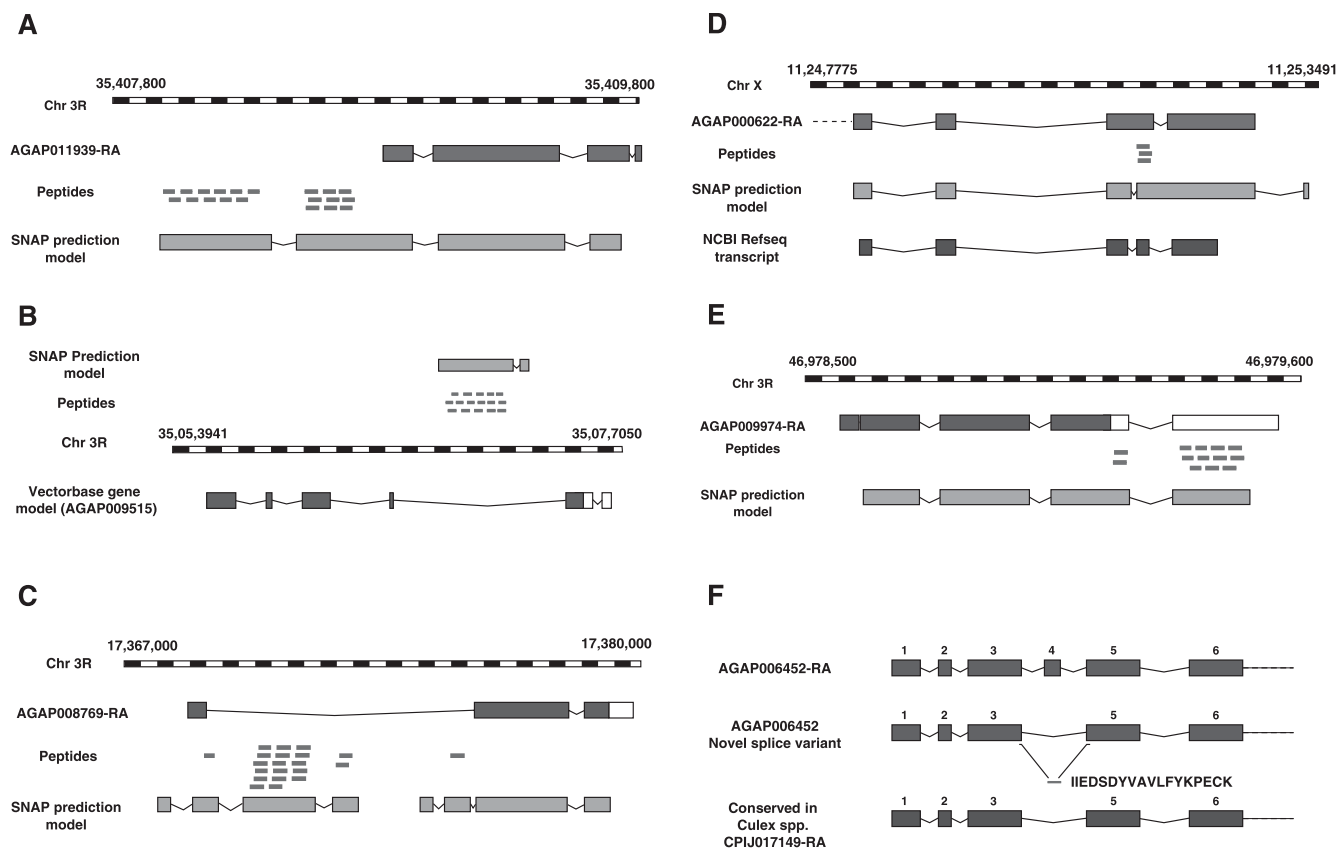 A
35,407,800
35,409,800
Chr 3R
AGAP011939-RA
Peptides
SNAP prediction
model
B
SNAP Prediction
model
Peptides
35,05,3941
35,07,7050
Chr 3R
Vectorbase gene
model (AGAP009515)
C
17,367,000
17,380,000
Chr 3R
AGAP008769-RA
Peptides
SNAP prediction
model
D
11,24,7775
11,25,3491
Chr X
AGAP000622-RA
Peptides
SNAP prediction
model
NCBI Refseq
transcript
E
46,978,500
46,979,600
Chr 3R
AGAP009974-RA
Peptides
SNAP prediction
model
F
1 2 3 4 5 6
AGAP006452-RA
1 2 3 5 6
AGAP006452
Novel splice variant
IIEDSDYVAVLFYKPECK
1 2 3 5 6
Conserved in
Culex spp.
CPIJ017149-RA